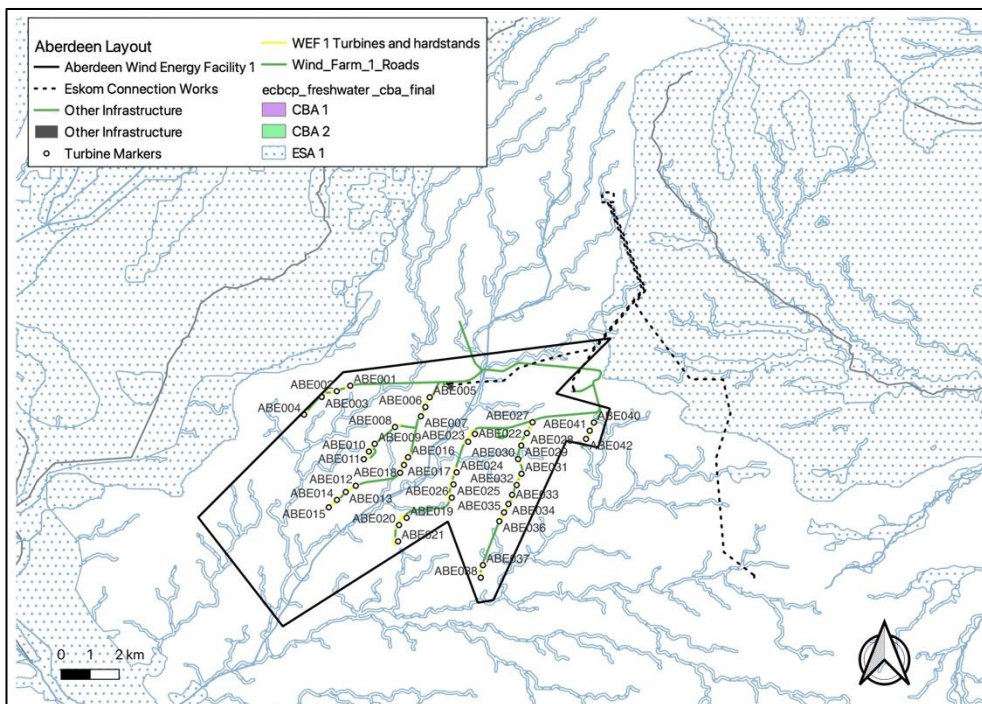 Aberdeen Layout
Aberdeen Wind Energy Facility 1
Eskom Connection Works
Other Infrastructure
Other Infrastructure
Turbine Markers
WEF 1 Turbines and hardstands
Wind_Farm_1_Roads
ecbcp_freshwater _cba_final
CBA 1
CBA 2
ESA 1
ABE002
ABE001
ABE003
ABE004
ABE005
ABE006
ABE007
ABE008
ABE009
ABE010
ABE011
ABE023
ABE022
ABE027
ABE041
ABE040
ABE042
ABE028
ABE016
ABE030
ABE029
ABE018
ABE017
ABE024
ABE031
ABE012
ABE013
ABE014
ABE015
ABE026
ABE025
ABE032
ABE033
ABE035
ABE034
ABE020
ABE019
ABE036
ABE021
ABE037
ABE038
0 1 2 km